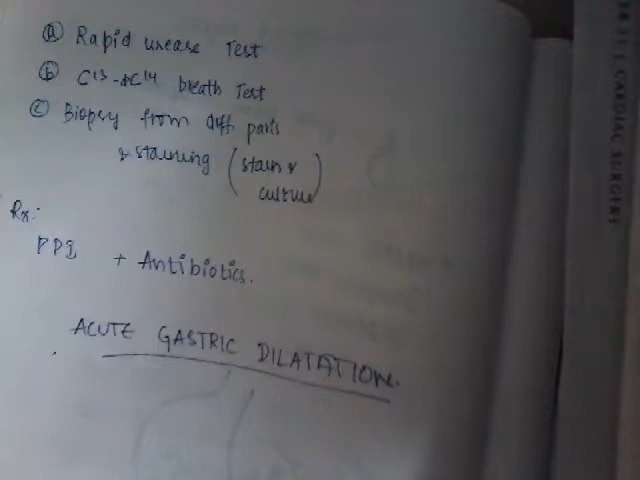 ⓐ Rapid urease Test
ⓑ C¹³-&C¹⁴ breath Test
ⓒ Biopsy from diff parts
& staining (stain &
culture)
Rx:
PPI + Antibiotics.
ACUTE GASTRIC DILATATION.
CARDIAC SURGERY